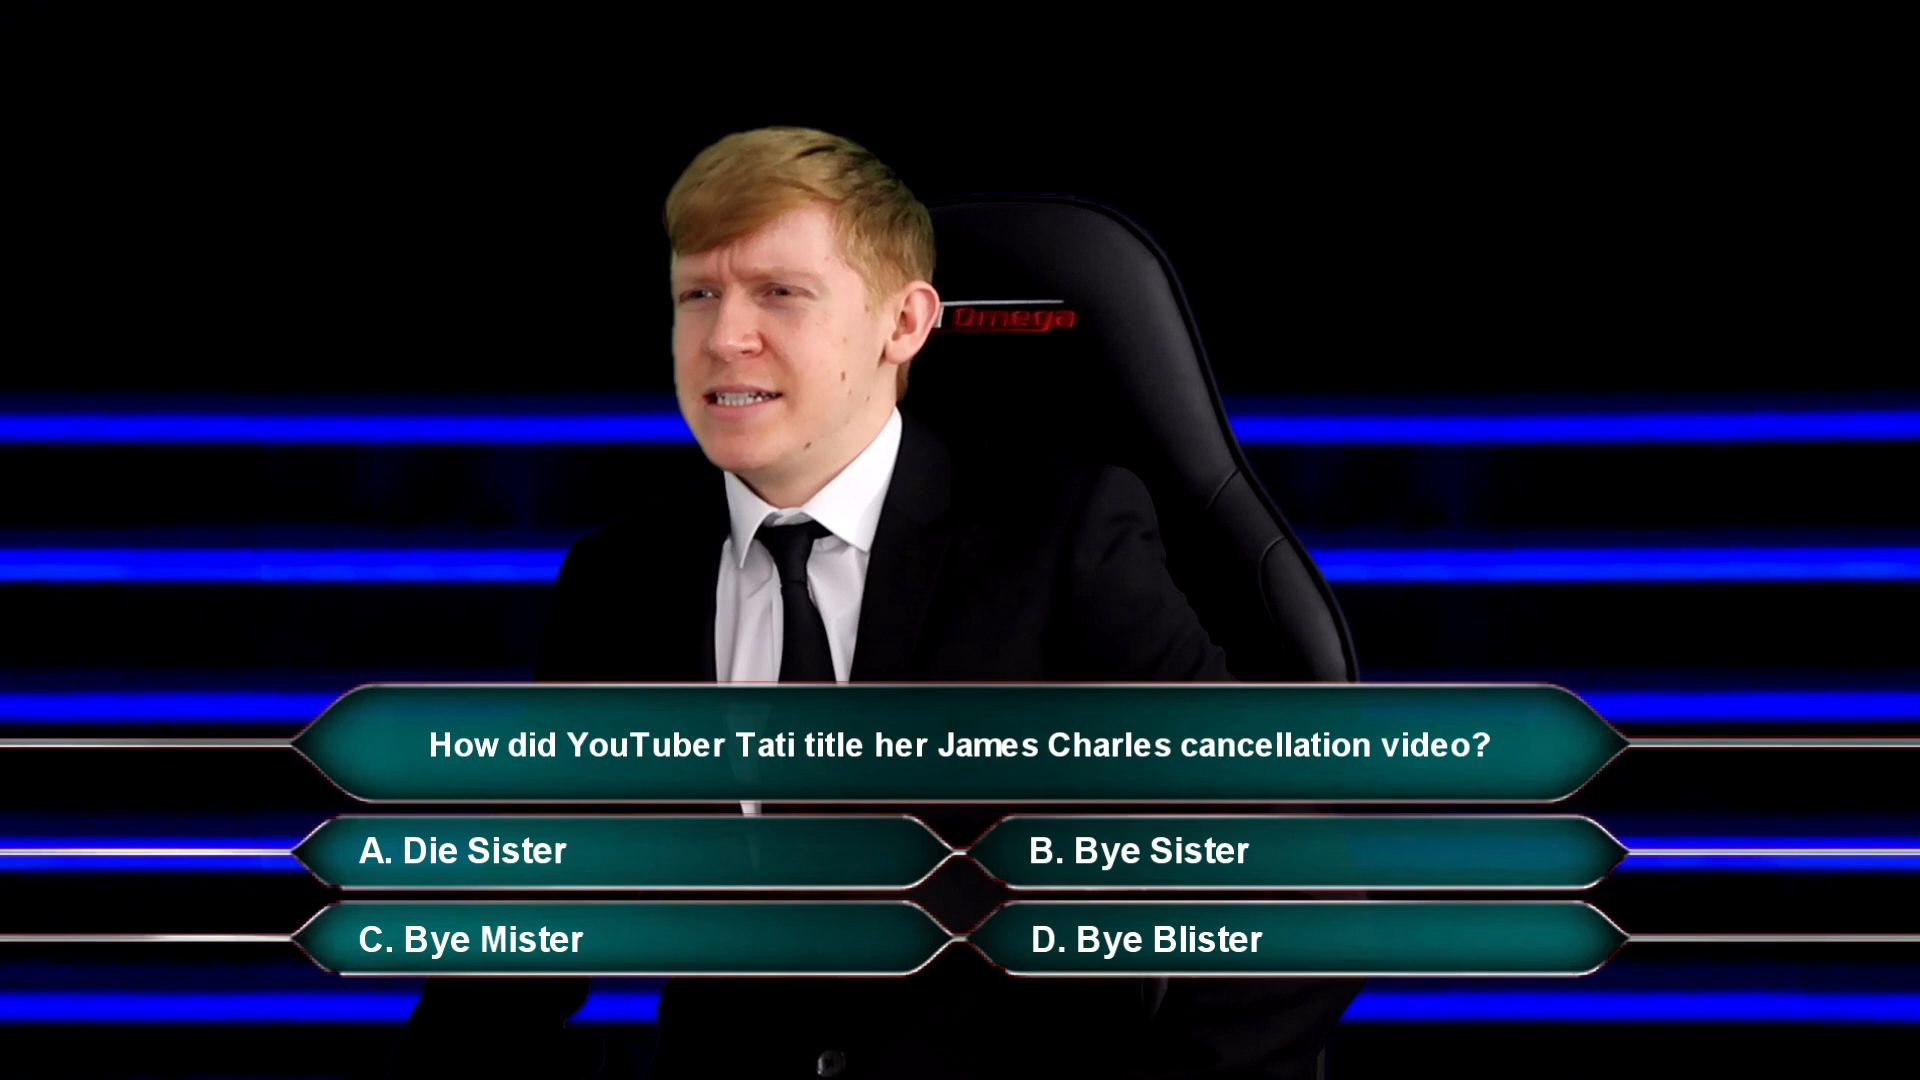 Omega
How did YouTuber Tati title her James Charles cancellation video?
A. Die Sister
B. Bye Sister
C. Bye Mister
D. Bye Blister